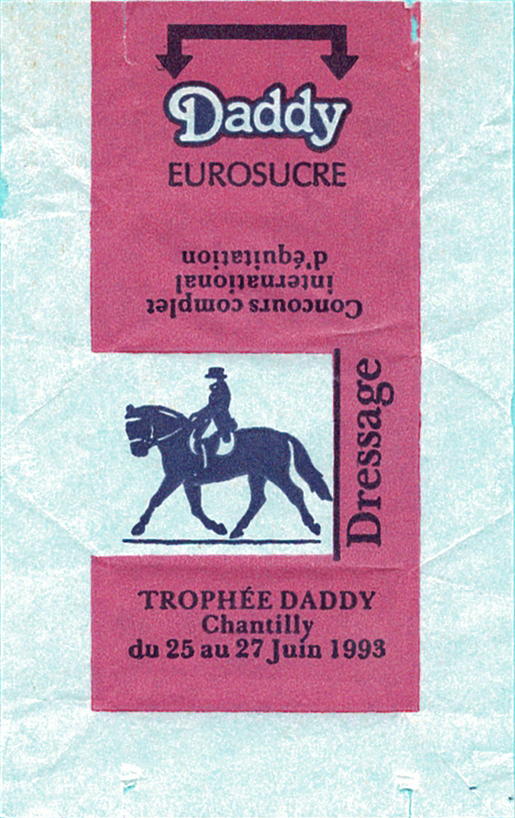 Daddy
EUROSUCRE
Concours complet
international
d'équitation
Dressage
TROPHÉE DADDY
Chantilly
du 25 au 27 Juin 1993